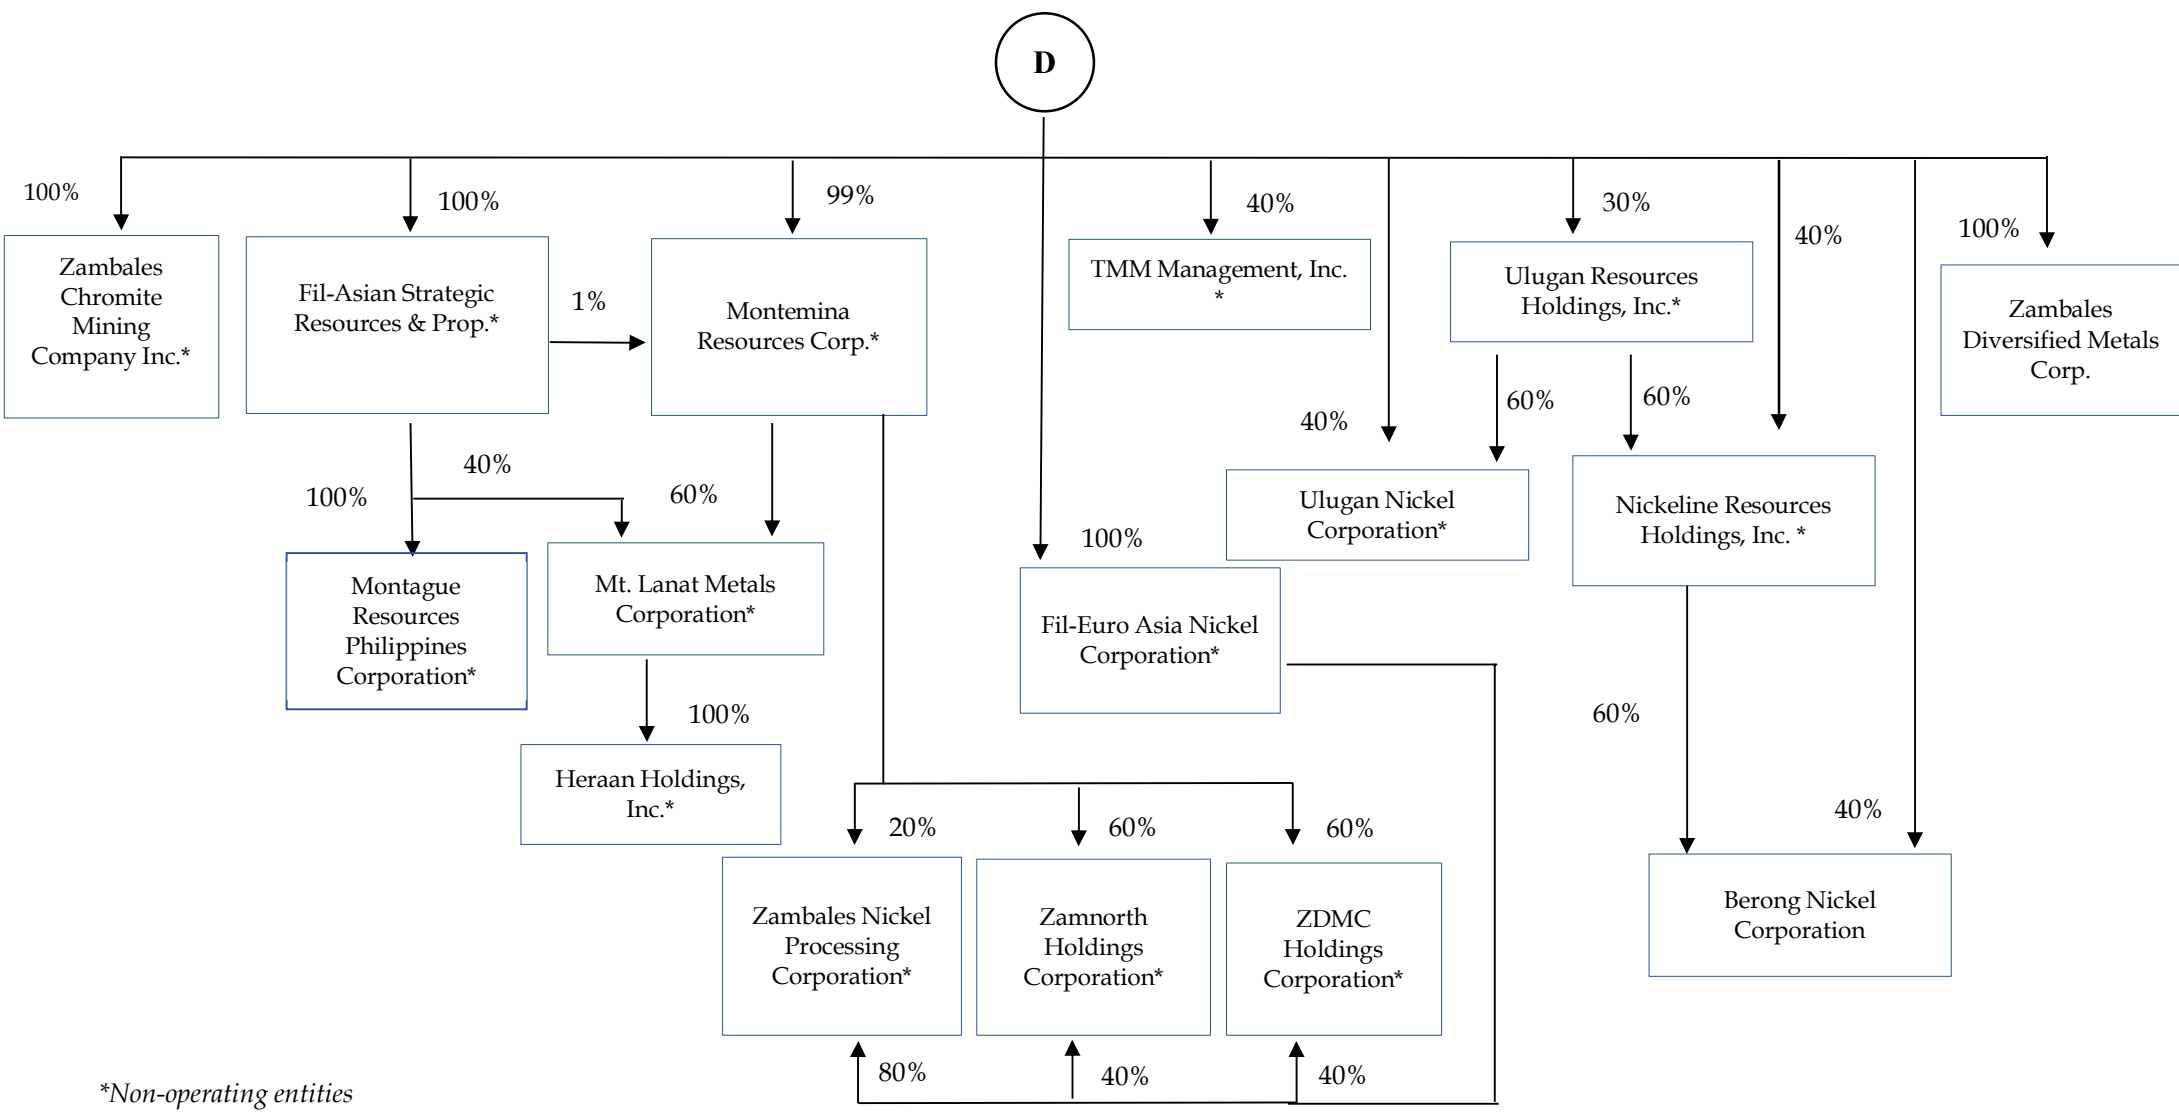 D
100%
100%
99%
40%
30%
40%
100%
Zambales
Chromite
Mining
Company Inc.*
Fil-Asian Strategic
Resources & Prop.*
1%
Montemina
Resources Corp.*
TMM Management, Inc.
*
Ulugan Resources
Holdings, Inc.*
Zambales
Diversified Metals
Corp.
40%
60%
60%
100%
40%
60%
Ulugan Nickel
Corporation*
Nickeline Resources
Holdings, Inc. *
100%
Montague
Resources
Philippines
Corporation*
Mt. Lanat Metals
Corporation*
Fil-Euro Asia Nickel
Corporation*
100%
60%
Heraan Holdings,
Inc.*
40%
20%
60%
60%
Zambales Nickel
Processing
Corporation*
Zamnorth
Holdings
Corporation*
ZDMC
Holdings
Corporation*
Berong Nickel
Corporation
80%
40%
40%
*Non-operating entities